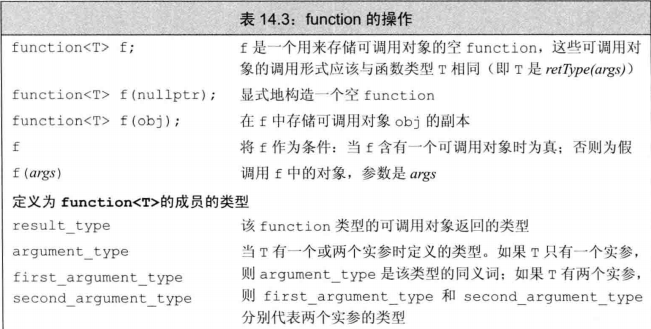 表 14.3：function 的操作
function<T> f; f 是一个用来存储可调用对象的空 function，这些可调用对
象的调用形式应该与函数类型 T 相同（即 T 是 retType(args)）
function<T> f(nullptr); 显式地构造一个空 function
function<T> f(obj); 在 f 中存储可调用对象 obj 的副本
f 将 f 作为条件：当 f 含有一个可调用对象时为真；否则为假
f(args) 调用 f 中的对象，参数是 args
定义为 function<T>的成员的类型
result_type 该 function 类型的可调用对象返回的类型
argument_type 当 T 有一个或两个实参时定义的类型。如果 T 只有一个实参，
first_argument_type 则 argument_type 是该类型的同义词；如果 T 有两个实参，
second_argument_type 则 first_argument_type 和 second_argument_type
分别代表两个实参的类型